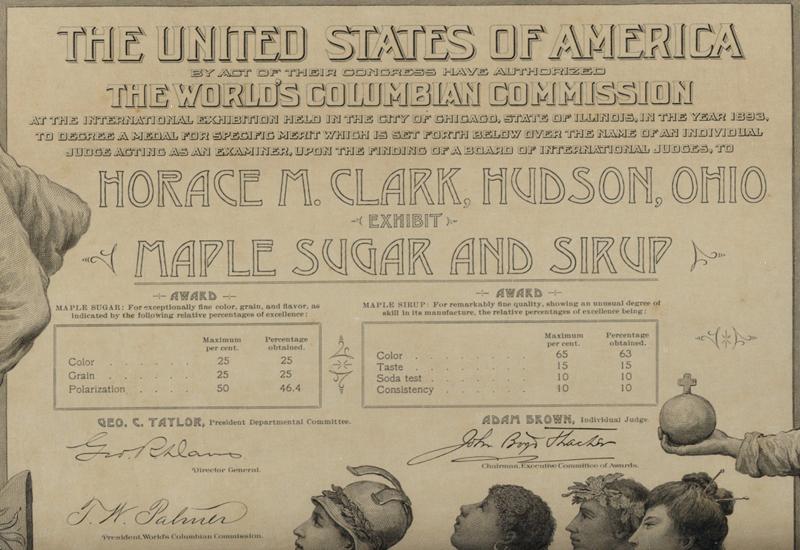 THE UNITED STATES OF AMERICA
BY ACT OF THEIR CONGRESS HAVE AUTHORIZED
THE WORLD'S COLUMBIAN COMMISSION
AT THE INTERNATIONAL EXHIBITION HELD IN THE CITY OF CHICAGO, STATE OF ILLINOIS, IN THE YEAR 1893,
TO DECREE A MEDAL FOR SPECIFIC MERIT WHICH IS SET FORTH BELOW OVER THE NAME OF AN INDIVIDUAL
JUDGE ACTING AS AN EXAMINER, UPON THE FINDING OF A BOARD OF INTERNATIONAL JUDGES, TO
HORACE M. CLARK, HUDSON, OHIO
EXHIBIT
MAPLE SUGAR AND SIRUP
AWARD
MAPLE SUGAR: For exceptionally fine color, grain, and flavor, as
indicated by the following relative percentages of excellence:
Maximum per cent. Percentage obtained.
Color 25 25
Grain 25 25
Polarization 50 46.4
AWARD
MAPLE SIRUP: For remarkably fine quality, showing an unusual degree of
skill in its manufacture, the relative percentages of excellence being:
Maximum per cent. Percentage obtained.
Color 65 63
Taste 15 15
Soda test 10 10
Consistency 10 10
GEO. C. TAYLOR, President Departmental Committee.
ADAM BROWN, Individual Judge.
Geo. R. Davis
Director General.
John Boyd Thacher
Chairman, Executive Committee of Awards.
T. W. Palmer
President, World's Columbian Commission.